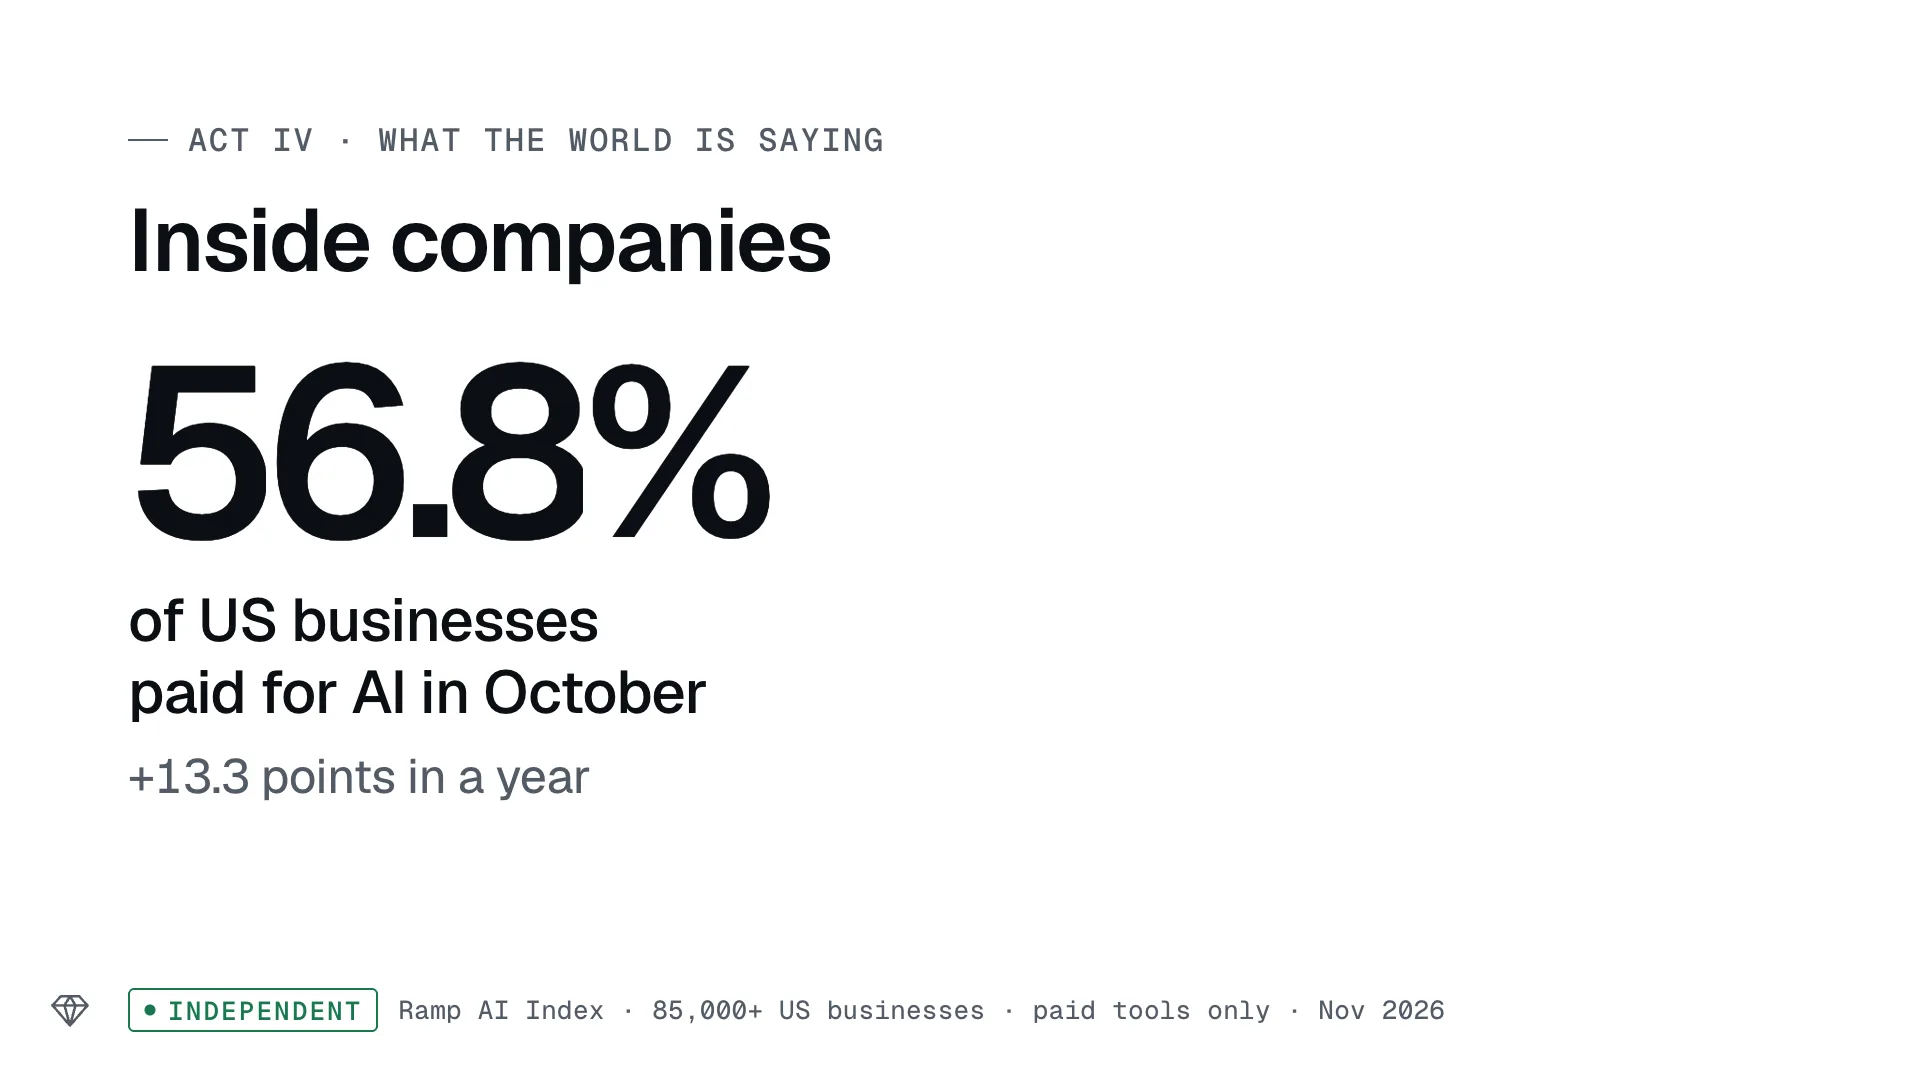 ACT IV · WHAT THE WORLD IS SAYING
Inside companies
56.8%
of US businesses
paid for AI in October
+13.3 points in a year
INDEPENDENT Ramp AI Index · 85,000+ US businesses · paid tools only · Nov 2026